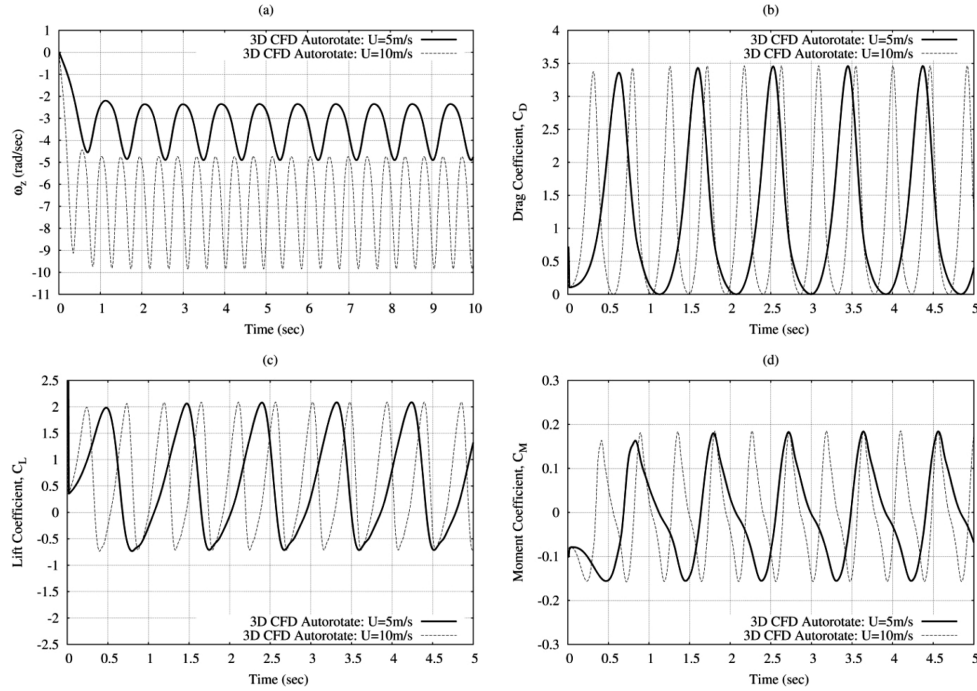 (a)
3D CFD Autorotate: U=5m/s
3D CFD Autorotate: U=10m/s
1
0
-1
-2
-3
-4
-5
-6
-7
-8
-9
-10
-11
ω_z (rad/sec)
0 1 2 3 4 5 6 7 8 9 10
Time (sec)
(b)
3D CFD Autorotate: U=5m/s
3D CFD Autorotate: U=10m/s
4
3.5
3
2.5
2
1.5
1
0.5
0
Drag Coefficient, C_D
0 0.5 1 1.5 2 2.5 3 3.5 4 4.5 5
Time (sec)
(c)
2.5
2
1.5
1
0.5
0
-0.5
-1
1.5
2
2.5
Lift Coefficient, C_L
3D CFD Autorotate: U=5m/s
3D CFD Autorotate: U=10m/s
0 0.5 1 1.5 2 2.5 3 3.5 4 4.5 5
Time (sec)
(d)
0.3
0.2
0.1
0
-0.1
-0.2
-0.3
Moment Coefficient, C_M
3D CFD Autorotate: U=5m/s
3D CFD Autorotate: U=10m/s
0 0.5 1 1.5 2 2.5 3 3.5 4 4.5 5
Time (sec)